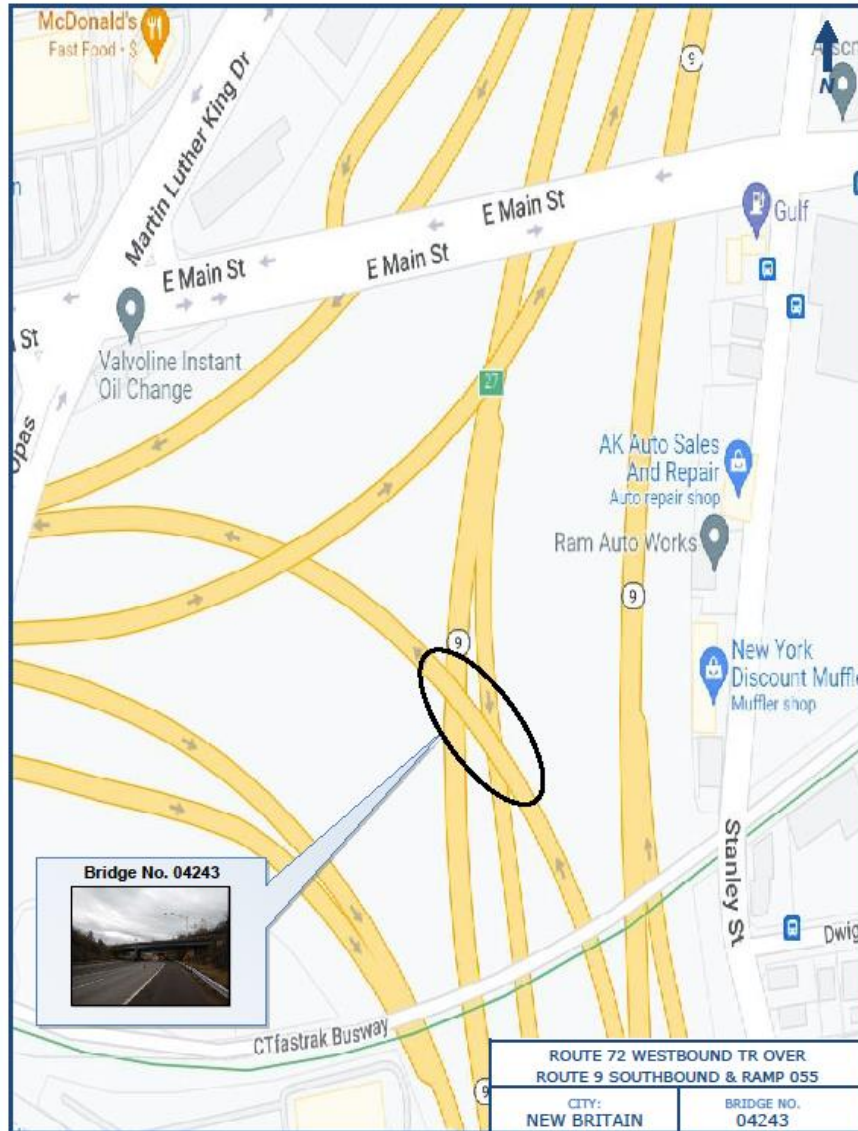 McDonald's
Fast Food • $
Martin Luther King Dr
9
N
E Main St
E Main St
E Main St
Gulf
St
Valvoline Instant
Oil Change
27
AK Auto Sales
And Repair
Auto repair shop
Ram Auto Works
9
9
New York
Discount Muffle
Muffler shop
Stanley St
Bridge No. 04243
Dwig
CTfastrak Busway
9
ROUTE 72 WESTBOUND TR OVER
ROUTE 9 SOUTHBOUND & RAMP 055
CITY:
NEW BRITAIN
BRIDGE NO.
04243